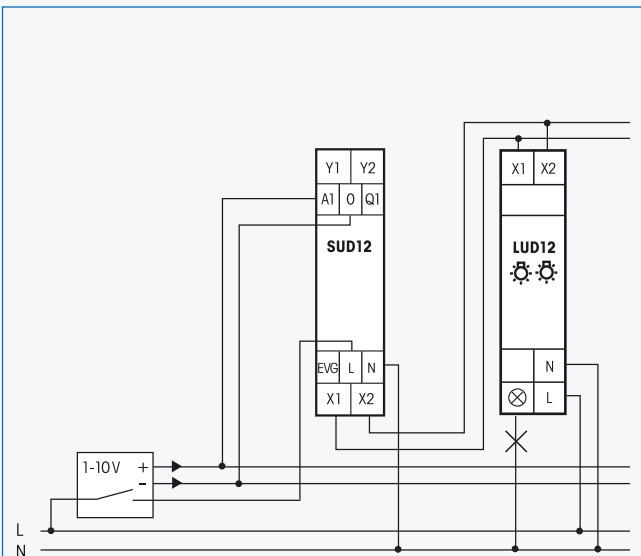 X1 X2
Y1 Y2
A1 0 Q1
SUD12
LUD12
EVG L N
N
X1 X2
L
1-10V +
-
L
N